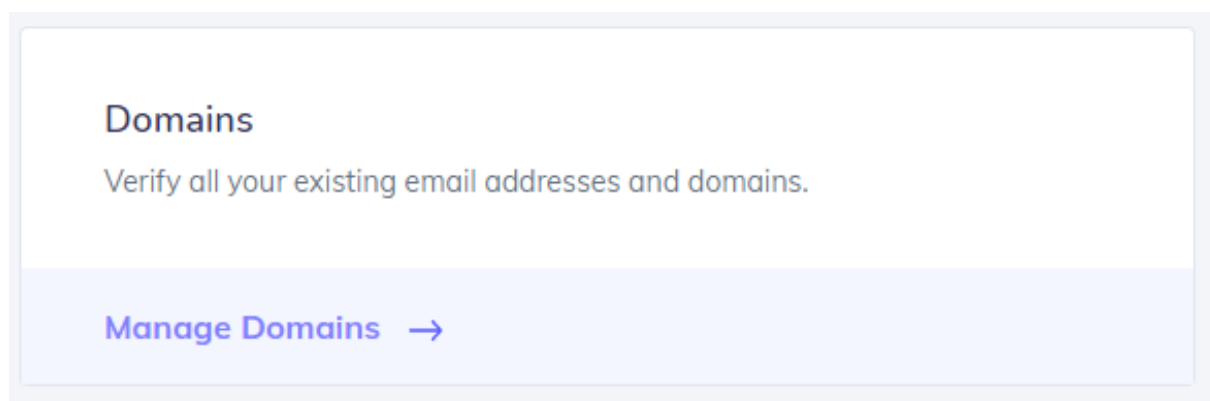 Domains
Verify all your existing email addresses and domains.
Manage Domains →